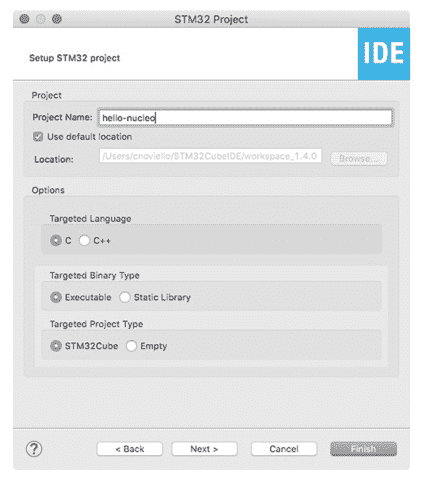 STM32 Project
Setup STM32 project
IDE
Project
Project Name: hello-nucleo
Use default location
Location: /Users/cnoviello/STM32CubeIDE/workspace_1.4.0 Browse...
Options
Targeted Language
C C++
Targeted Binary Type
Executable Static Library
Targeted Project Type
STM32Cube Empty
? < Back Next > Cancel Finish